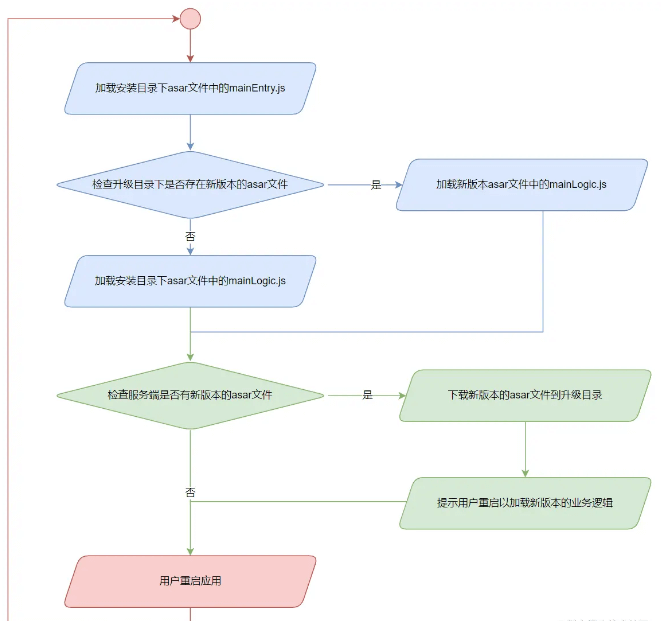 加载安装目录下asar文件中的mainEntry.js
检查升级目录下是否存在新版本的asar文件
是
加载新版本asar文件中的mainLogic.js
否
加载安装目录下asar文件中的mainLogic.js
检查服务端是否有新版本的asar文件
是
下载新版本的asar文件到升级目录
否
提示用户重启以加载新版本的业务逻辑
用户重启应用